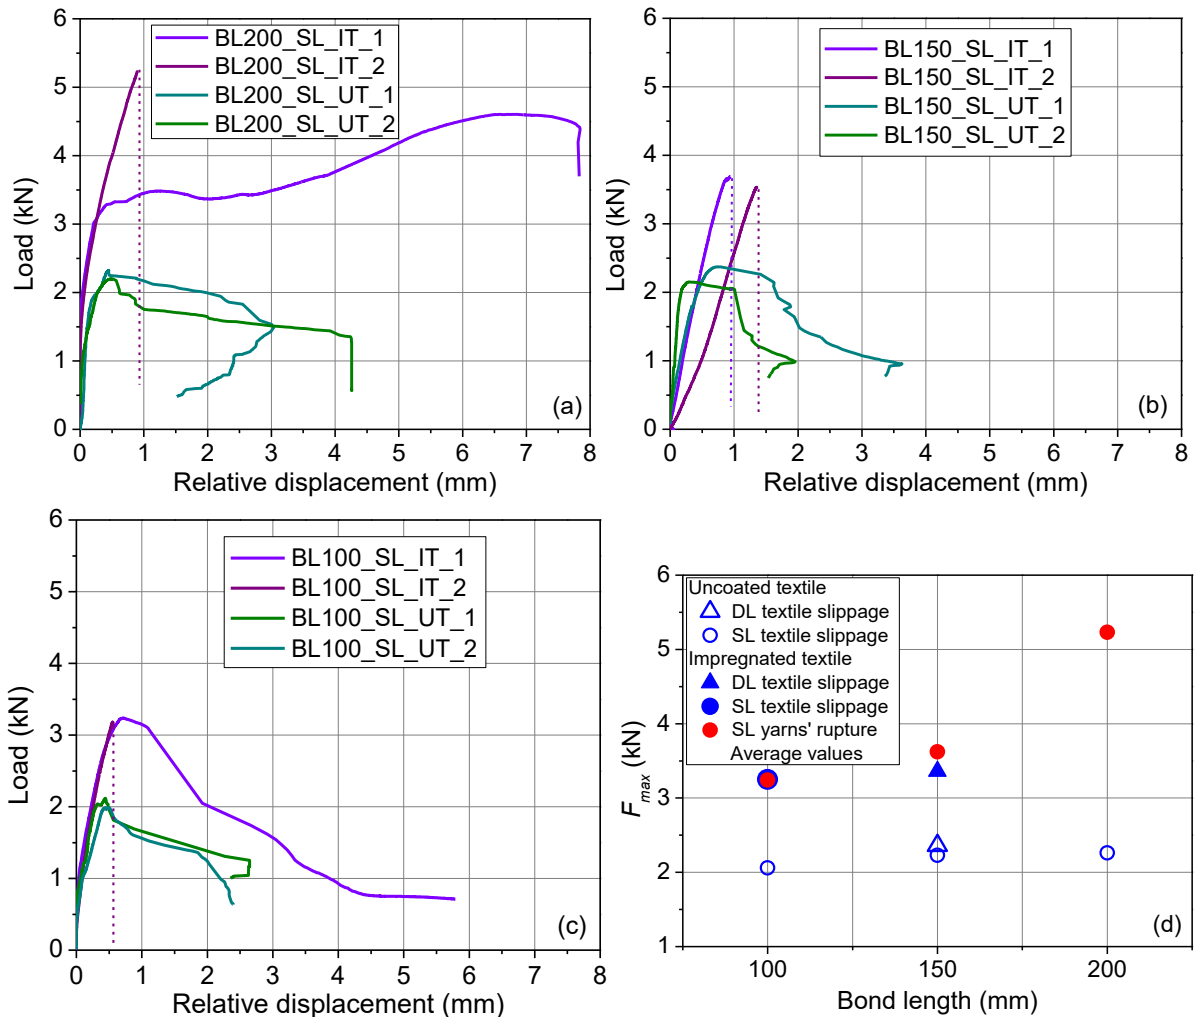 6
5
4
3
2
1
0
Load (kN)
BL200_SL_IT_1
BL200_SL_IT_2
BL200_SL_UT_1
BL200_SL_UT_2
(a)
0 1 2 3 4 5 6 7 8
Relative displacement (mm)
6
5
4
3
2
1
0
Load (kN)
BL150_SL_IT_1
BL150_SL_IT_2
BL150_SL_UT_1
BL150_SL_UT_2
(b)
0 1 2 3 4 5 6 7 8
Relative displacement (mm)
6
5
4
3
2
1
0
Load (kN)
BL100_SL_IT_1
BL100_SL_IT_2
BL100_SL_UT_1
BL100_SL_UT_2
(c)
0 1 2 3 4 5 6 7 8
Relative displacement (mm)
6
5
4
3
2
1
Fmax (kN)
Uncoated textile
DL textile slippage
SL textile slippage
Impregnated textile
DL textile slippage
SL textile slippage
SL yarns' rupture
Average values
(d)
100 150 200
Bond length (mm)